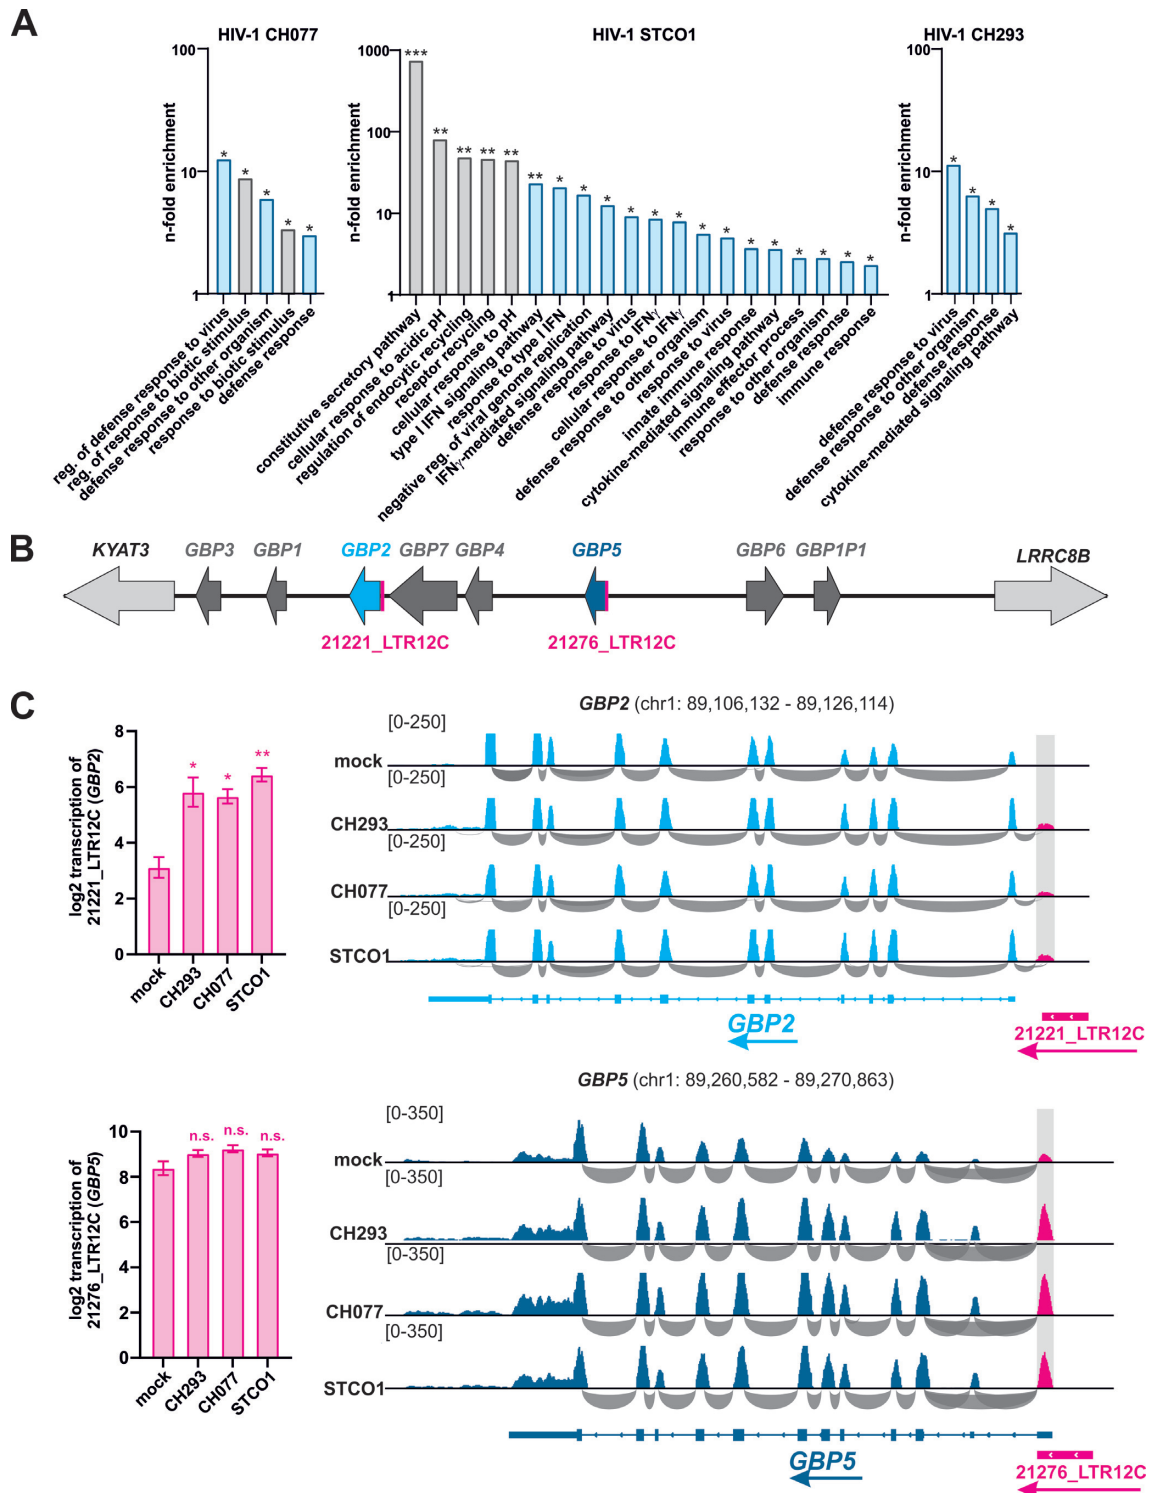 A
HIV-1 CH077
HIV-1 STCO1
HIV-1 CH293
n-fold enrichment
100
10
1
*
*
*
*
*
reg. of defense response to virus
reg. of response to biotic stimulus
defense response to other organism
response to biotic stimulus
defense response
n-fold enrichment
1000
100
10
1
***
**
**
**
**
**
*
*
*
*
*
*
*
*
*
*
*
*
*
*
constitutive secretory pathway
cellular response to acidic pH
regulation of endocytic recycling
receptor recycling
cellular response to pH
type I IFN signaling pathway
response to type I IFN
negative reg. of viral genome replication
IFNγ-mediated signaling pathway
defense response to virus
response to IFNγ
cellular response to IFNγ
defense response to other organism
response to virus
innate immune response
cytokine-mediated signaling pathway
immune effector process
response to other organism
defense response
immune response
n-fold enrichment
100
10
1
*
*
*
*
defense response to virus
defense response to other organism
defense response
cytokine-mediated signaling pathway
B
KYAT3
GBP3
GBP1
GBP2
GBP7
GBP4
GBP5
GBP6
GBP1P1
LRRC8B
21221_LTR12C
21276_LTR12C
C
log2 transcription of
21221_LTR12C (GBP2)
8
6
4
2
0
*
*
**
mock
CH293
CH077
STCO1
GBP2 (chr1: 89,106,132 - 89,126,114)
[0-250]
mock
[0-250]
CH293
[0-250]
CH077
[0-250]
STCO1
GBP2
21221_LTR12C
log2 transcription of
21276_LTR12C (GBP5)
10
8
6
4
2
0
n.s.
n.s.
n.s.
mock
CH293
CH077
STCO1
GBP5 (chr1: 89,260,582 - 89,270,863)
[0-350]
mock
[0-350]
CH293
[0-350]
CH077
[0-350]
STCO1
GBP5
21276_LTR12C